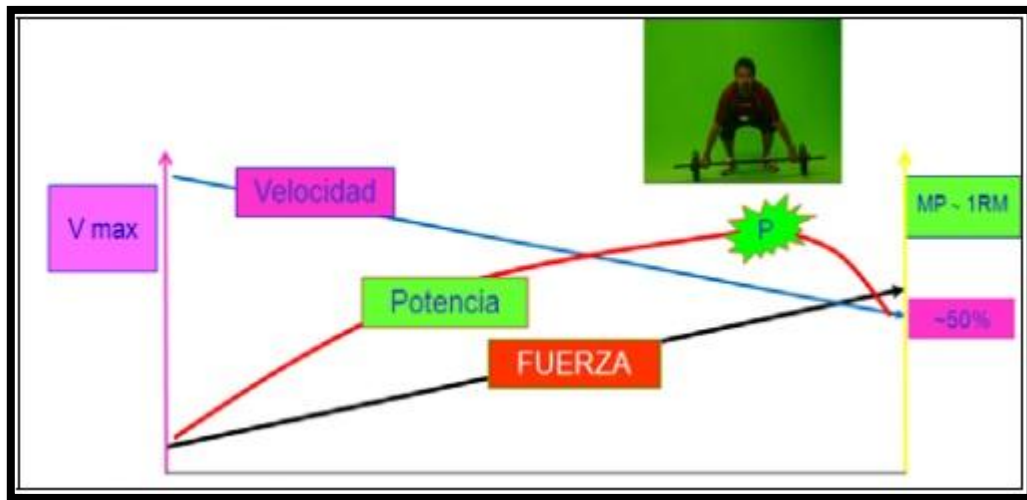 Velocidad
V max
MP ~ 1RM
P
Potencia
~50%
FUERZA